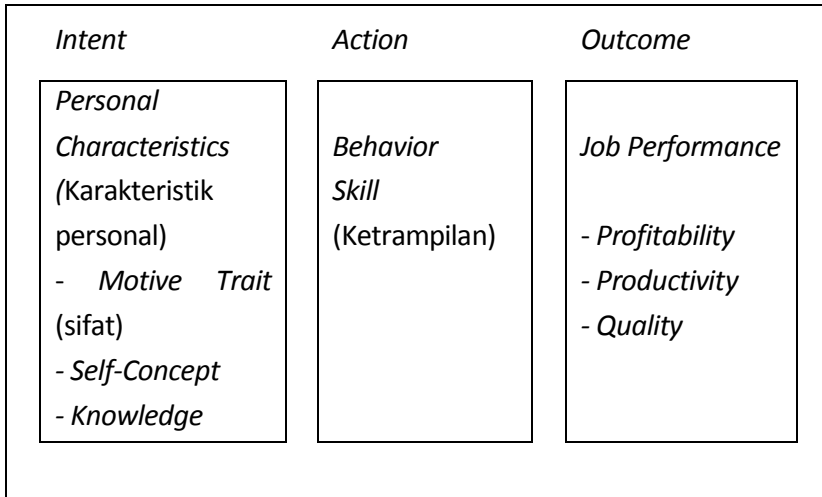 Intent
Action
Outcome
Personal
Characteristics
(Karakteristik
personal)
- Motive Trait
(sifat)
- Self-Concept
- Knowledge
Behavior
Skill
(Ketrampilan)
Job Performance
- Profitability
- Productivity
- Quality